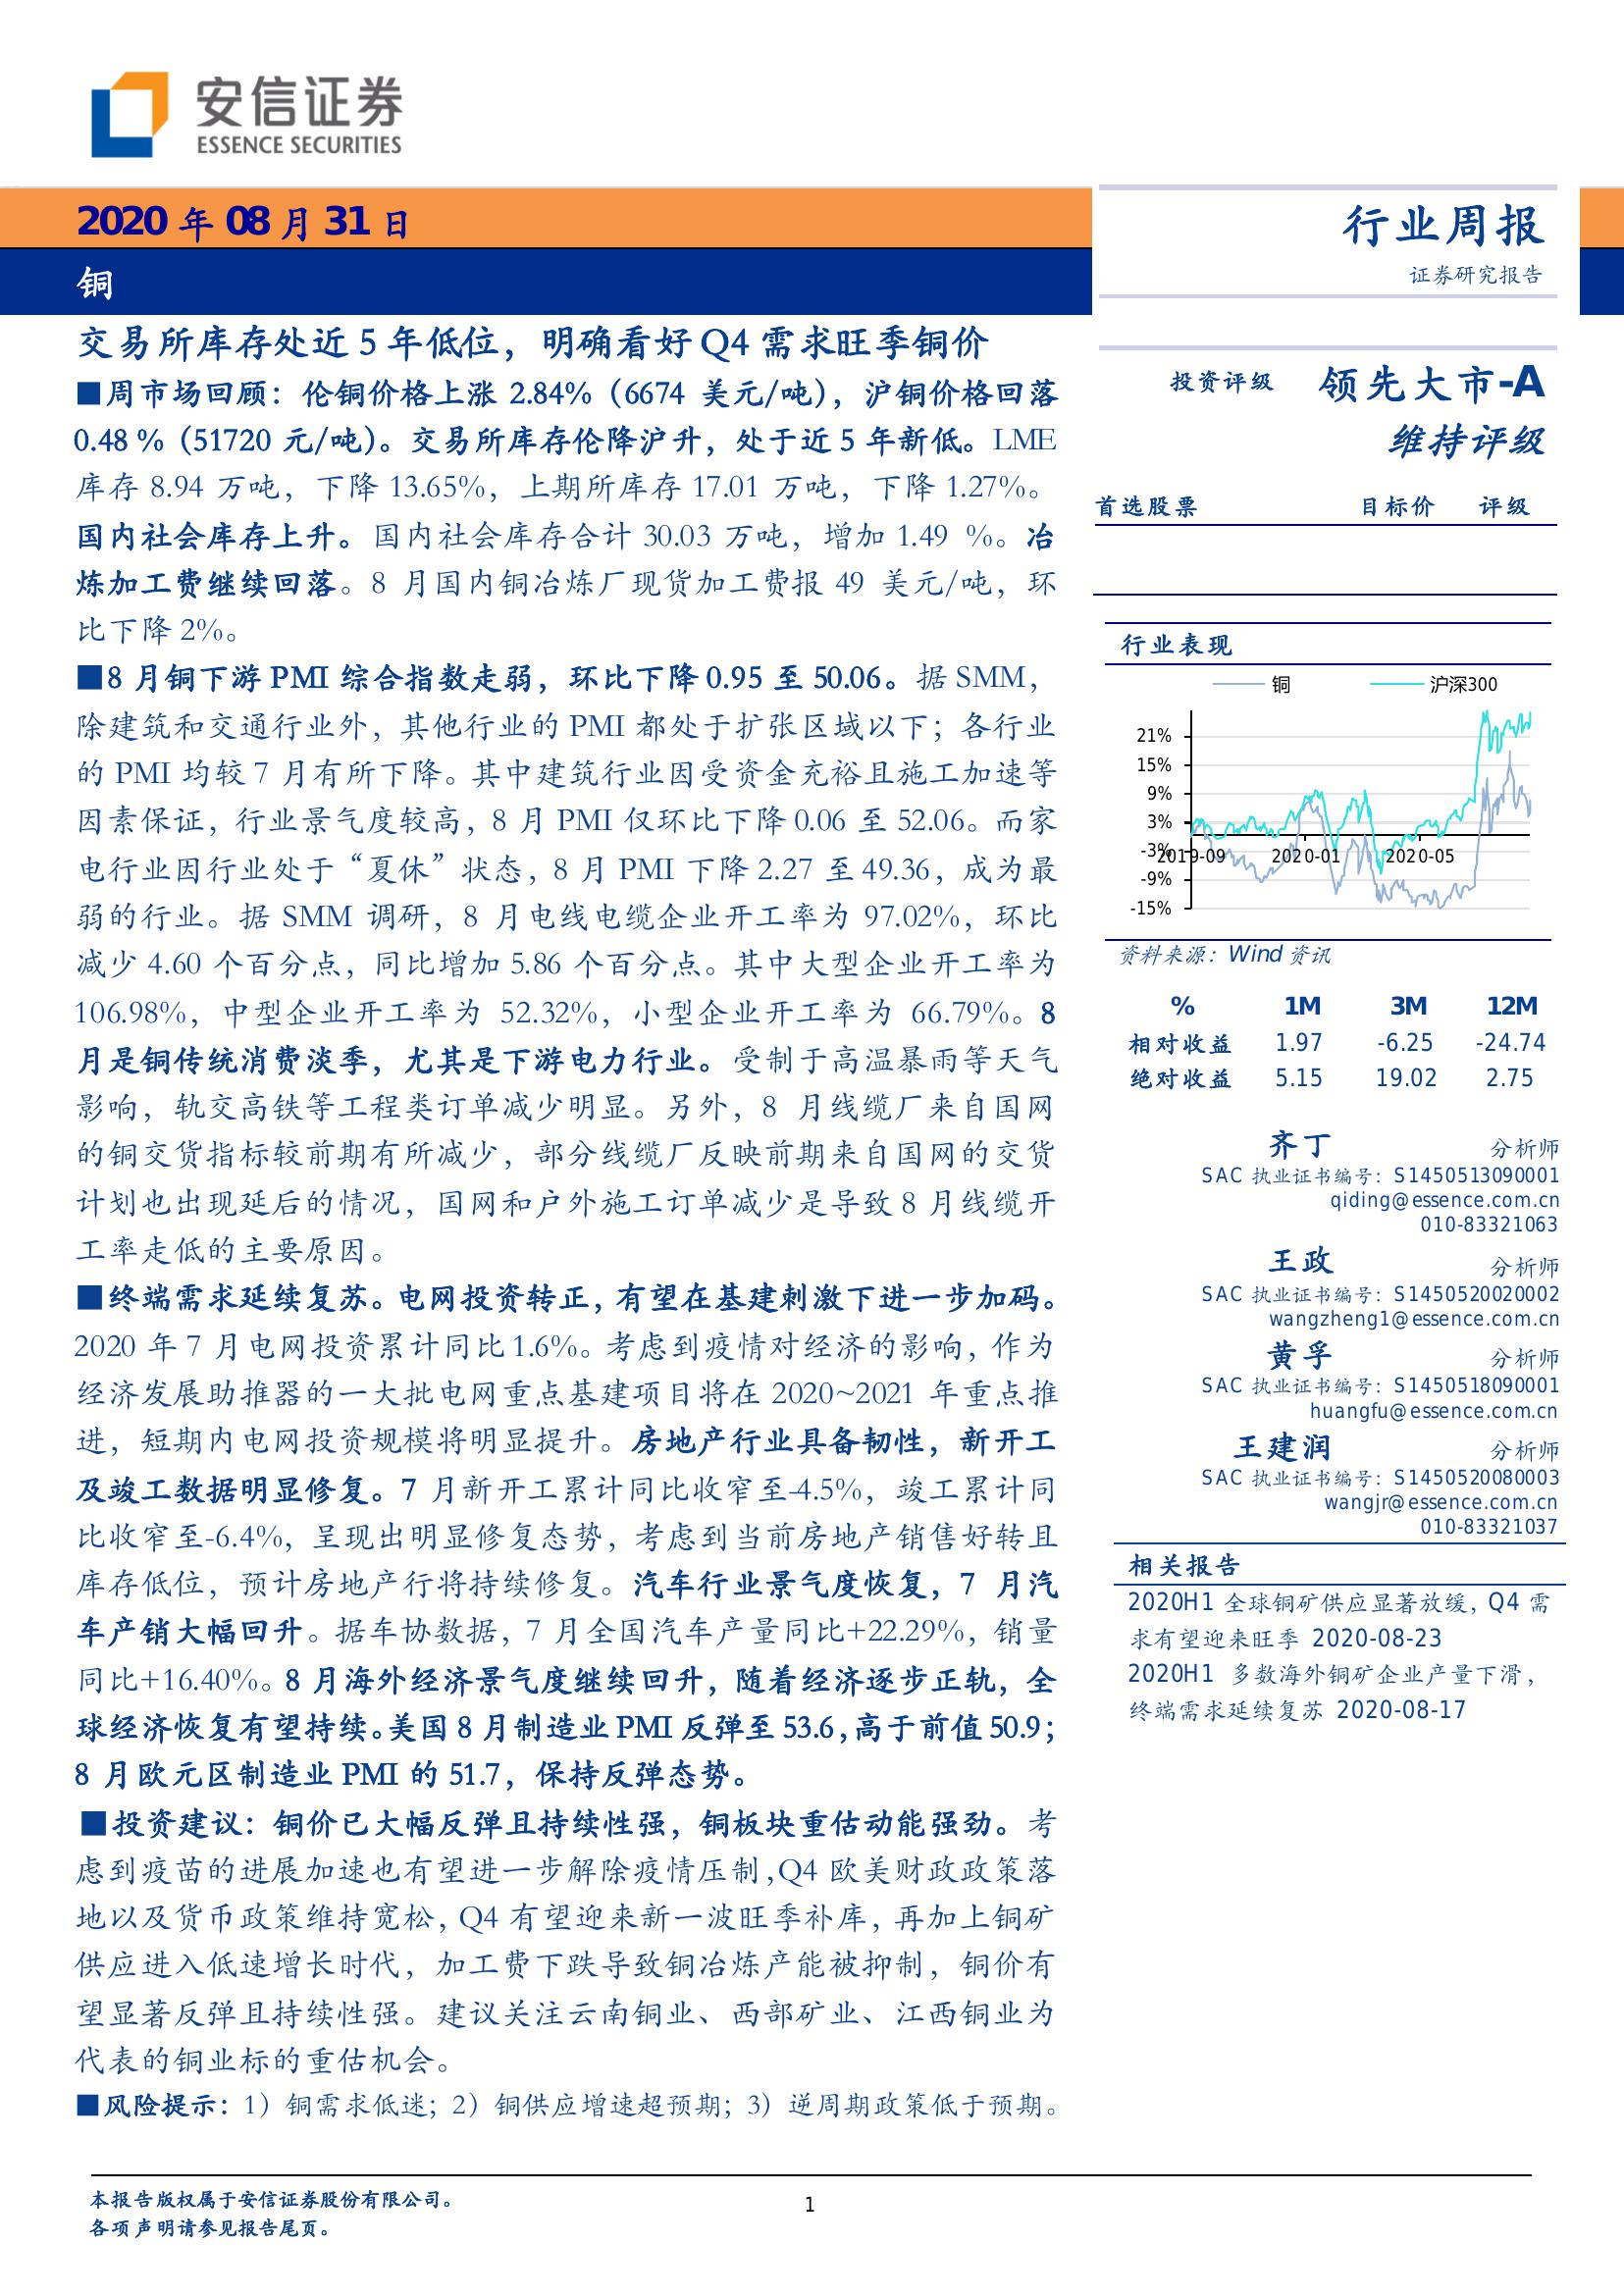 安信证券
ESSENCE SECURITIES
2020 年 08 月 31 日
铜
行业周报
证券研究报告
交易所库存处近 5 年低位，明确看好 Q4 需求旺季铜价
■周市场回顾：伦铜价格上涨 2.84%（6674 美元/吨），沪铜价格回落
0.48 %（51720 元/吨）。交易所库存伦降沪升，处于近 5 年新低。LME
库存 8.94 万吨，下降 13.65%，上期所库存 17.01 万吨，下降 1.27%。
国内社会库存上升。国内社会库存合计 30.03 万吨，增加 1.49 %。冶
炼加工费继续回落。8 月国内铜冶炼厂现货加工费报 49 美元/吨，环
比下降 2%。
■8 月铜下游 PMI 综合指数走弱，环比下降 0.95 至 50.06。据 SMM，
除建筑和交通行业外，其他行业的 PMI 都处于扩张区域以下；各行业
的 PMI 均较 7 月有所下降。其中建筑行业因受资金充裕且施工加速等
因素保证，行业景气度较高，8 月 PMI 仅环比下降 0.06 至 52.06。而家
电行业因行业处于“夏休”状态，8 月 PMI 下降 2.27 至 49.36，成为最
弱的行业。据 SMM 调研，8 月电线电缆企业开工率为 97.02%，环比
减少 4.60 个百分点，同比增加 5.86 个百分点。其中大型企业开工率为
106.98%，中型企业开工率为 52.32%，小型企业开工率为 66.79%。8
月是铜传统消费淡季，尤其是下游电力行业。受制于高温暴雨等天气
影响，轨交高铁等工程类订单减少明显。另外，8 月线缆厂来自国网
的铜交货指标较前期有所减少，部分线缆厂反映前期来自国网的交货
计划也出现延后的情况，国网和户外施工订单减少是导致 8 月线缆开
工率走低的主要原因。
■终端需求延续复苏。电网投资转正，有望在基建刺激下进一步加码。
2020 年 7 月电网投资累计同比 1.6%。考虑到疫情对经济的影响，作为
经济发展助推器的一大批电网重点基建项目将在 2020~2021 年重点推
进，短期内电网投资规模将明显提升。房地产行业具备韧性，新开工
及竣工数据明显修复。7 月新开工累计同比收窄至-4.5%，竣工累计同
比收窄至-6.4%，呈现出明显修复态势，考虑到当前房地产销售好转且
库存低位，预计房地产行将持续修复。汽车行业景气度恢复，7 月汽
车产销大幅回升。据车协数据，7 月全国汽车产量同比+22.29%，销量
同比+16.40%。8 月海外经济景气度继续回升，随着经济逐步正轨，全
球经济恢复有望持续。美国 8 月制造业 PMI 反弹至 53.6，高于前值 50.9；
8 月欧元区制造业 PMI 的 51.7，保持反弹态势。
■投资建议：铜价已大幅反弹且持续性强，铜板块重估动能强劲。考
虑到疫苗的进展加速也有望进一步解除疫情压制，Q4 欧美财政政策落
地以及货币政策维持宽松，Q4 有望迎来新一波旺季补库，再加上铜矿
供应进入低速增长时代，加工费下跌导致铜冶炼产能被抑制，铜价有
望显著反弹且持续性强。建议关注云南铜业、西部矿业、江西铜业为
代表的铜业标的重估机会。
■风险提示：1）铜需求低迷；2）铜供应增速超预期；3）逆周期政策低于预期。
投资评级 领先大市-A
维持评级
首选股票 目标价 评级
行业表现
铜 沪深300
21%
15%
9%
3%
-3%
-9%
-15%
2019-09 2020-01 2020-05
资料来源：Wind 资讯
% 1M 3M 12M
相对收益 1.97 -6.25 -24.74
绝对收益 5.15 19.02 2.75
齐丁 分析师
SAC 执业证书编号：S1450513090001
qiding@essence.com.cn
010-83321063
王政 分析师
SAC 执业证书编号：S1450520020002
wangzheng1@essence.com.cn
黄孚 分析师
SAC 执业证书编号：S1450518090001
huangfu@essence.com.cn
王建润 分析师
SAC 执业证书编号：S1450520080003
wangjr@essence.com.cn
010-83321037
相关报告
2020H1 全球铜矿供应显著放缓，Q4 需
求有望迎来旺季 2020-08-23
2020H1 多数海外铜矿企业产量下滑，
终端需求延续复苏 2020-08-17
本报告版权属于安信证券股份有限公司。
各项声明请参见报告尾页。
1